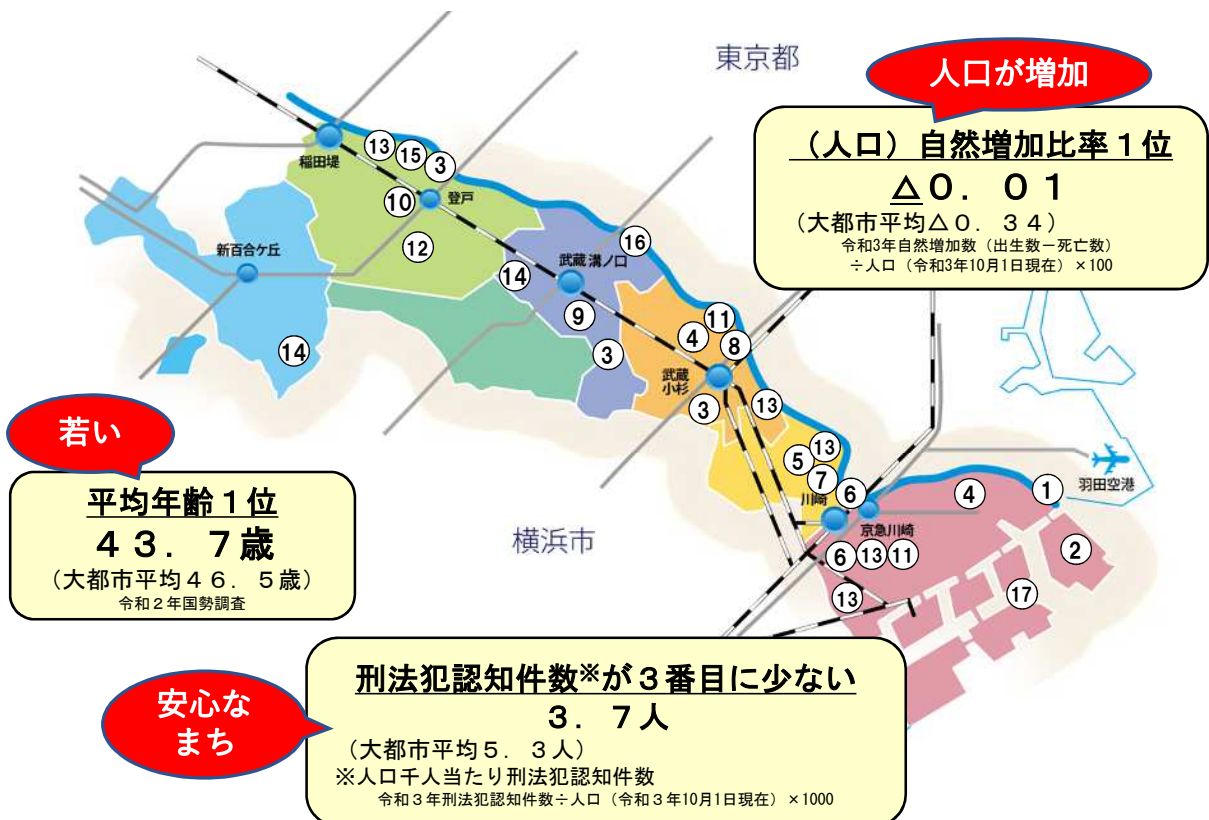 東京都
人口が増加
（人口）自然増加比率１位
△０．０１
（大都市平均△０．３４）
令和3年自然増加数（出生数－死亡数）
÷人口（令和3年10月1日現在）×100
稲田堤
⑬
⑮
③
⑩
登戸
⑫
新百合ケ丘
⑭
武蔵溝ノ口
⑯
⑭
⑨
③
④
⑪
⑧
武蔵
小杉
③
⑬
⑬
⑤
⑦
川崎
⑥
④
①
羽田空港
京急川崎
②
⑥
⑬
⑪
⑬
⑰
横浜市
若い
平均年齢１位
４３．７歳
（大都市平均４６．５歳）
令和２年国勢調査
安心な
まち
刑法犯認知件数※が３番目に少ない
３．７人
（大都市平均５．３人）
※人口千人当たり刑法犯認知件数
令和３年刑法犯認知件数÷人口（令和３年10月1日現在）×1000